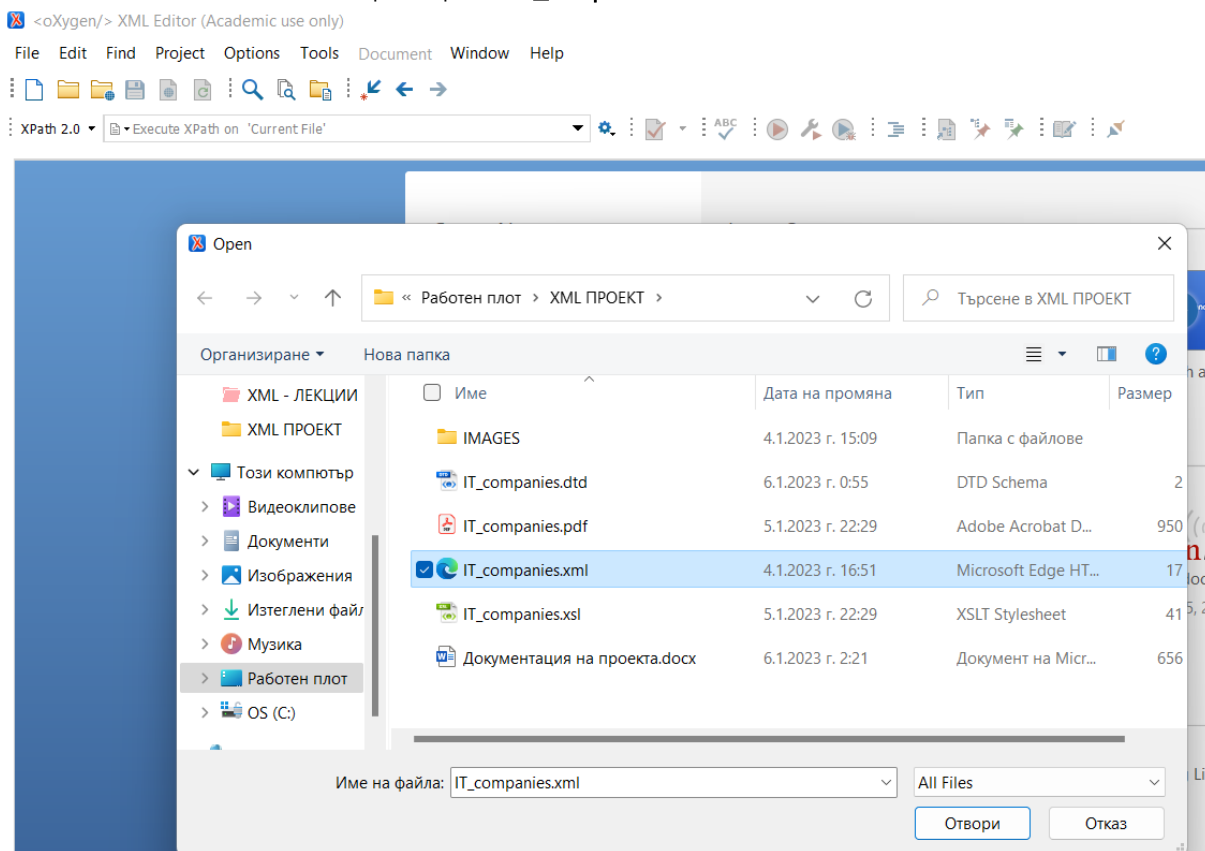 <oXygen/> XML Editor (Academic use only)
File Edit Find Project Options Tools Document Window Help
XPath 2.0 Execute XPath on 'Current File' ABC
Open
« Работен плот > XML ПРОЕКТ >
Търсене в XML ПРОЕКТ
Организиране Нова папка
Име Дата на промяна Тип Размер
XML - ЛЕКЦИИ
XML ПРОЕКТ
Този компютър
Видеоклипове
Документи
Изображения
Изтеглени
Музика
Работен плот
OS (C:)
IMAGES 4.1.2023 г. 15:09 Папка с файлове
IT_companies.dtd 6.1.2023 г. 0:55 DTD Schema 2
IT_companies.pdf 5.1.2023 г. 22:29 Adobe Acrobat D... 950
IT_companies.xml 4.1.2023 г. 16:51 Microsoft Edge HT... 17
IT_companies.xsl 5.1.2023 г. 22:29 XSLT Stylesheet 41
Документация на проекта.docx 6.1.2023 г. 2:21 Документ на Micr... 656
Име на файла: IT_companies.xml All Files
Отвори Отказ